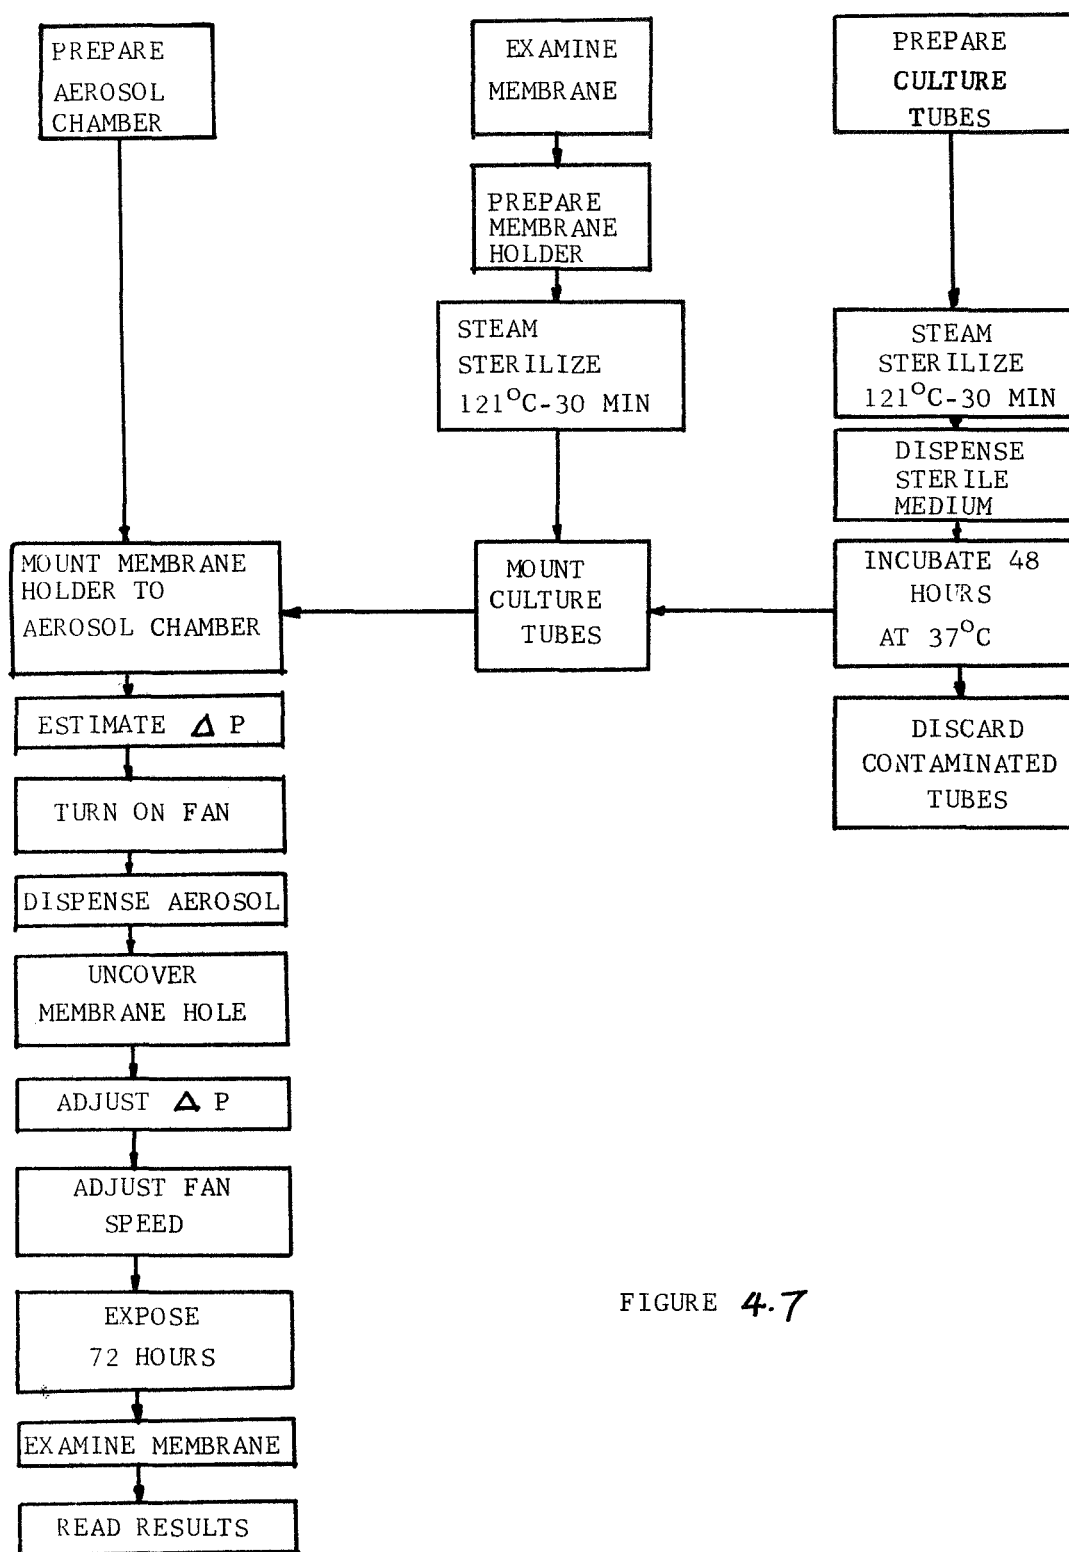 PREPARE
AEROSOL
CHAMBER
EXAMINE
MEMBRANE
PREPARE
CULTURE
TUBES
PREPARE
MEMBRANE
HOLDER
STEAM
STERILIZE
121°C-30 MIN
STEAM
STERILIZE
121°C-30 MIN
DISPENSE
STERILE
MEDIUM
MOUNT MEMBRANE
HOLDER TO
AEROSOL CHAMBER
MOUNT
CULTURE
TUBES
INCUBATE 48
HOURS
AT 37°C
ESTIMATE Δ P
DISCARD
CONTAMINATED
TUBES
TURN ON FAN
DISPENSE AEROSOL
UNCOVER
MEMBRANE HOLE
ADJUST Δ P
ADJUST FAN
SPEED
EXPOSE
72 HOURS
FIGURE 4.7
EXAMINE MEMBRANE
READ RESULTS